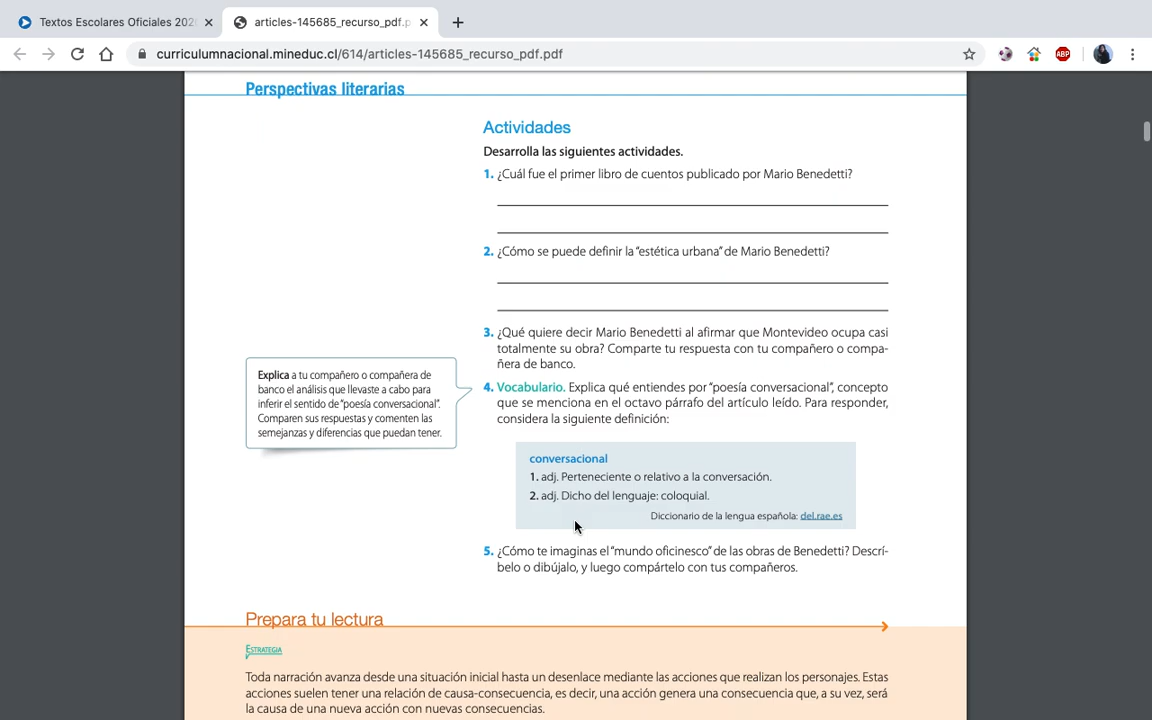 Textos Escolares Oficiales 202
articles-145685_recurso_pdf.p
curriculumnacional.mineduc.cl/614/articles-145685_recurso_pdf.pdf
ABP
Perspectivas literarias
Actividades
Desarrolla las siguientes actividades.
1. ¿Cuál fue el primer libro de cuentos publicado por Mario Benedetti?
2. ¿Cómo se puede definir la “estética urbana” de Mario Benedetti?
3. ¿Qué quiere decir Mario Benedetti al afirmar que Montevideo ocupa casi
totalmente su obra? Comparte tu respuesta con tu compañero o compa-
ñera de banco.
Explica a tu compañero o compañera de
banco el análisis que llevaste a cabo para
inferir el sentido de “poesía conversacional”.
Comparen sus respuestas y comenten las
semejanzas y diferencias que puedan tener.
4. Vocabulario. Explica qué entiendes por “poesía conversacional”, concepto
que se menciona en el octavo párrafo del artículo leído. Para responder,
considera la siguiente definición:
conversacional
1. adj. Perteneciente o relativo a la conversación.
2. adj. Dicho del lenguaje: coloquial.
Diccionario de la lengua española: del.rae.es
5. ¿Cómo te imaginas el “mundo oficinesco” de las obras de Benedetti? Descrí-
belo o dibújalo, y luego compártelo con tus compañeros.
Prepara tu lectura
ESTRATEGIA
Toda narración avanza desde una situación inicial hasta un desenlace mediante las acciones que realizan los personajes. Estas
acciones suelen tener una relación de causa-consecuencia, es decir, una acción genera una consecuencia que, a su vez, será
la causa de una nueva acción con nuevas consecuencias.